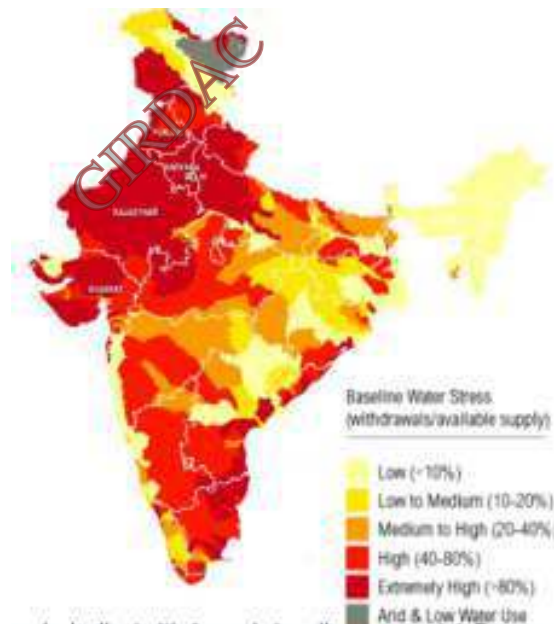 GIRDAC
RAJASTHAN
GUJARAT
Baseline Water Stress
(withdrawals/available supply)
Low (<10%)
Low to Medium (10-20%)
Medium to High (20-40%
High (40-80%)
Extremely High (>80%)
Arid & Low Water Use